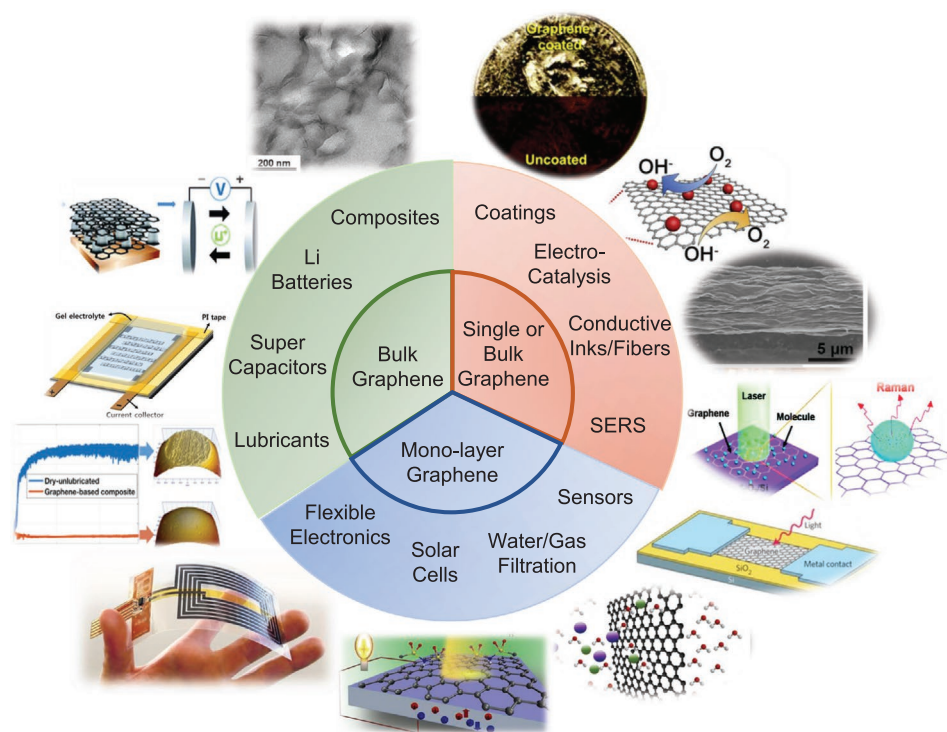 Graphene-
coated
Uncoated
200 nm
OH-
O2
OH-
O2
− V +
Li+
Composites
Coatings
Li
Batteries
Electro-
Catalysis
Super
Capacitors
Bulk
Graphene
Single or
Bulk
Graphene
Conductive
Inks/Fibers
5 μm
Gel electrolyte
PI tape
Current collector
Lubricants
Mono-layer
Graphene
SERS
Laser
Graphene
Molecule
Raman
Dry-unlubricated
Graphene-based composite
Flexible
Electronics
Solar
Cells
Water/Gas
Filtration
Sensors
Light
Graphene
SiO2
Si
Metal contact